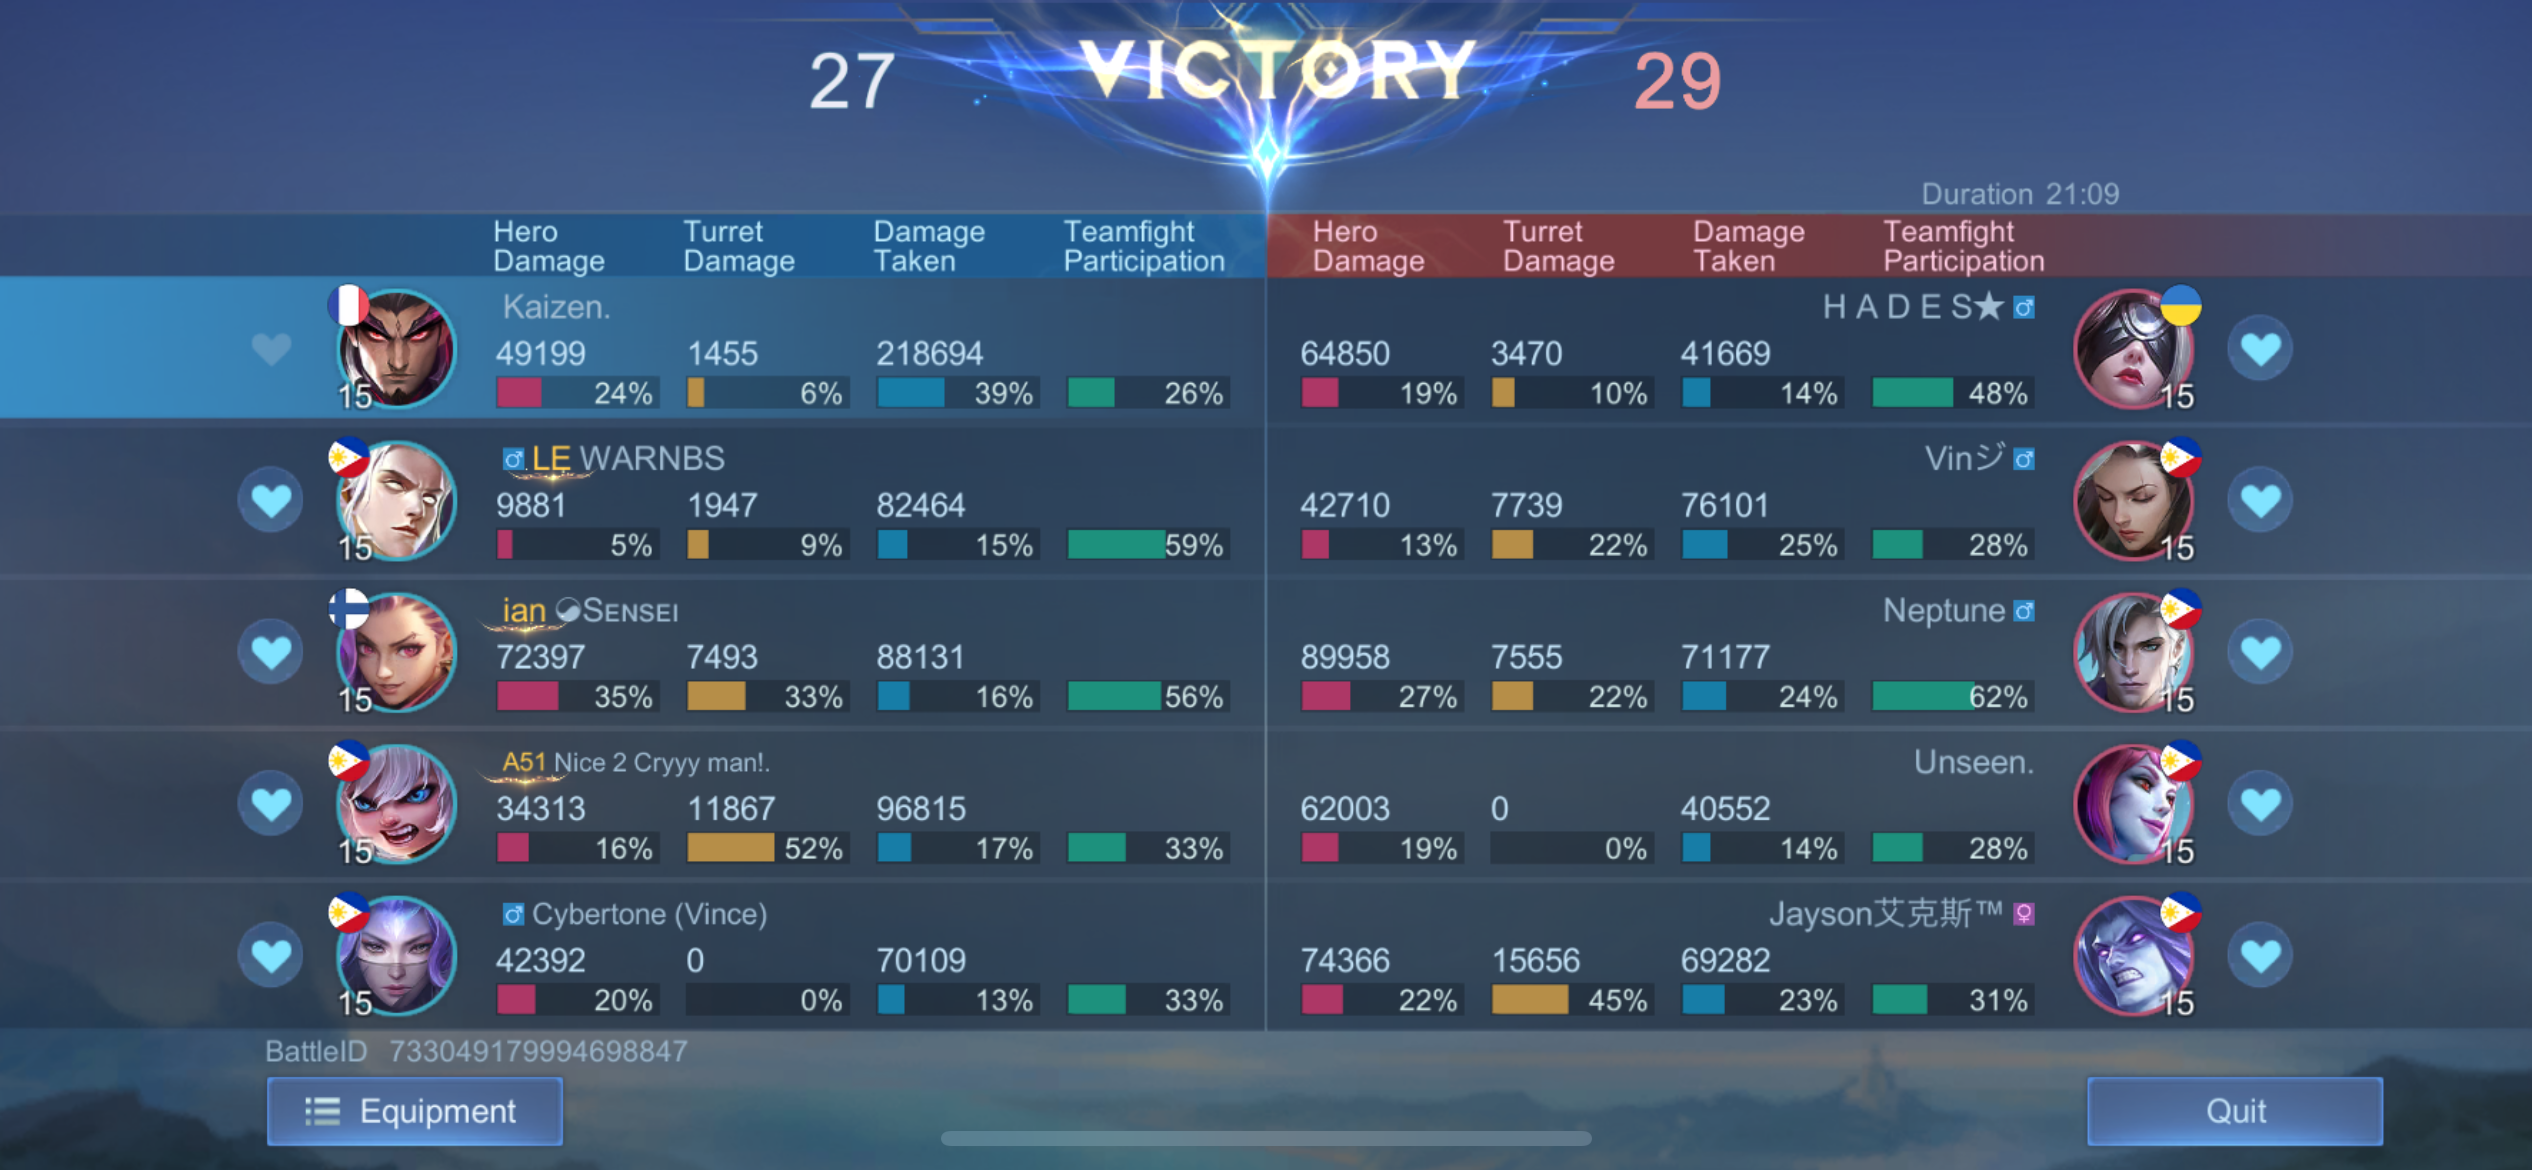 27 VICTORY 29
Duration 21:09
Hero Damage Turret Damage Damage Taken Teamfight Participation Hero Damage Turret Damage Damage Taken Teamfight Participation
Kaizen. H A D E S★ ♂
49199 1455 218694 64850 3470 41669
15 24% 6% 39% 26% 19% 10% 14% 48% 15
♂ LE WARNBS Vinジ ♂
9881 1947 82464 42710 7739 76101
15 5% 9% 15% 59% 13% 22% 25% 28% 15
ian SENSEI Neptune ♂
72397 7493 88131 89958 7555 71177
15 35% 33% 16% 56% 27% 22% 24% 62% 15
A51 Nice 2 Cryyy man!. Unseen.
34313 11867 96815 62003 0 40552
15 16% 52% 17% 33% 19% 0% 14% 28% 15
♂ Cybertone (Vince) Jayson艾克斯™ ♀
42392 0 70109 74366 15656 69282
15 20% 0% 13% 33% 22% 45% 23% 31% 15
BattleID 733049179994698847
Equipment Quit